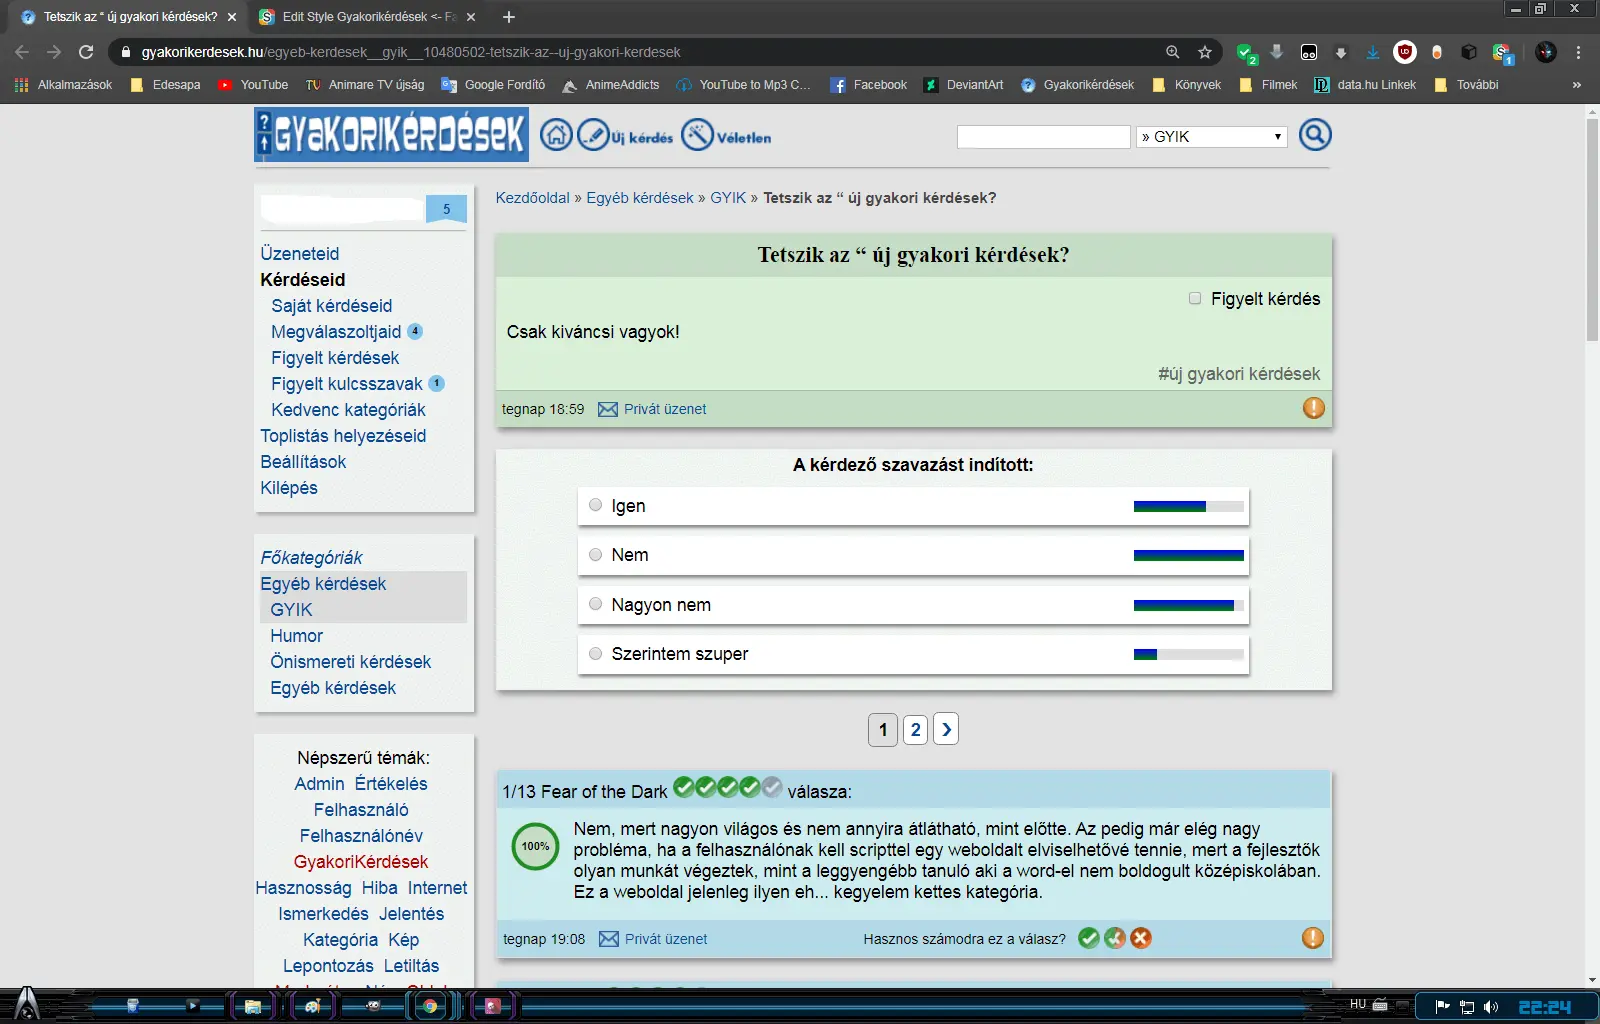 Tetszik az “ új gyakori kérdések?
Edit Style Gyakorikérdések <- Fa
gyakorikerdesek.hu/egyeb-kerdesek__gyik__10480502-tetszik-az--uj-gyakori-kerdesek
2
1
Alkalmazások Edesapa YouTube Animare TV újság Google Fordító AnimeAddicts YouTube to Mp3 C... Facebook DeviantArt Gyakorikérdések Könyvek Filmek data.hu Linkek További »
GYAKORIKÉRDÉSEK Új kérdés Véletlen » GYIK
5
Kezdőoldal » Egyéb kérdések » GYIK » Tetszik az “ új gyakori kérdések?
Üzeneteid
Kérdéseid
Saját kérdéseid
Megválaszoltjaid 4
Figyelt kérdések
Figyelt kulcsszavak 1
Kedvenc kategóriák
Toplistás helyezéseid
Beállítások
Kilépés
Főkategóriák
Egyéb kérdések
GYIK
Humor
Önismereti kérdések
Egyéb kérdések
Népszerű témák:
Admin Értékelés
Felhasználó
Felhasználónév
GyakoriKérdések
Hasznosság Hiba Internet
Ismerkedés Jelentés
Kategória Kép
Lepontozás Letiltás
Tetszik az “ új gyakori kérdések?
Figyelt kérdés
Csak kiváncsi vagyok!
#új gyakori kérdések
tegnap 18:59 Privát üzenet
A kérdező szavazást indított:
Igen
Nem
Nagyon nem
Szerintem szuper
1 2 ❯
1/13 Fear of the Dark válasza:
100%
Nem, mert nagyon világos és nem annyira átlátható, mint előtte. Az pedig már elég nagy
probléma, ha a felhasználónak kell scripttel egy weboldalt elviselhetővé tennie, mert a fejlesztők
olyan munkát végeztek, mint a leggyengébb tanuló aki a word-el nem boldogult középiskolában.
Ez a weboldal jelenleg ilyen eh... kegyelem kettes kategória.
tegnap 19:08 Privát üzenet Hasznos számodra ez a válasz?
HU
22:24